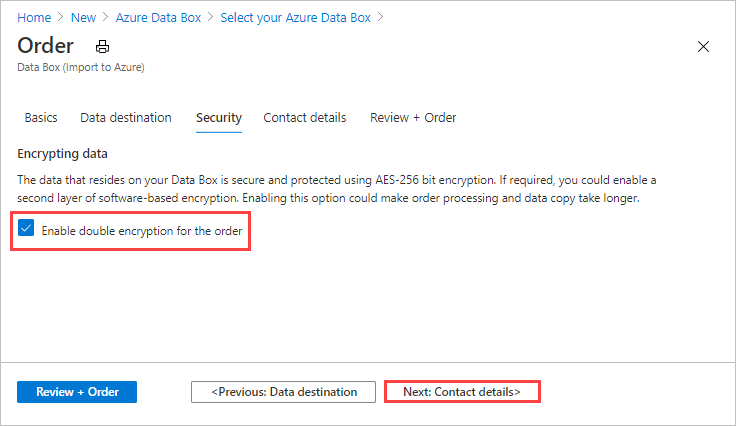 Home > New > Azure Data Box > Select your Azure Data Box >
Order
Data Box (Import to Azure)
Basics Data destination Security Contact details Review + Order
Encrypting data
The data that resides on your Data Box is secure and protected using AES-256 bit encryption. If required, you could enable a
second layer of software-based encryption. Enabling this option could make order processing and data copy take longer.
Enable double encryption for the order
Review + Order <Previous: Data destination Next: Contact details>